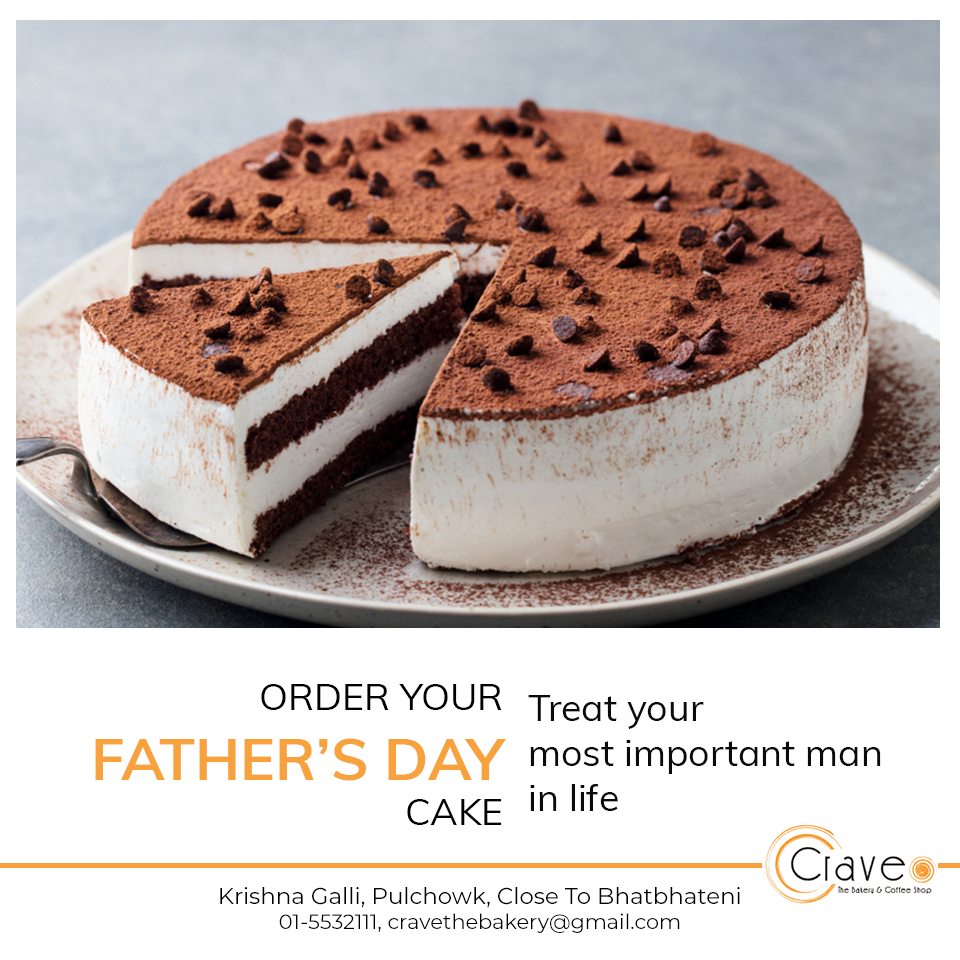 ORDER YOUR
FATHER'S DAY
CAKE
Treat your
most important man
in life
Crave
The Bakery & Coffee Shop
Krishna Galli, Pulchowk, Close To Bhatbhateni
01-5532111, cravethebakery@gmail.com